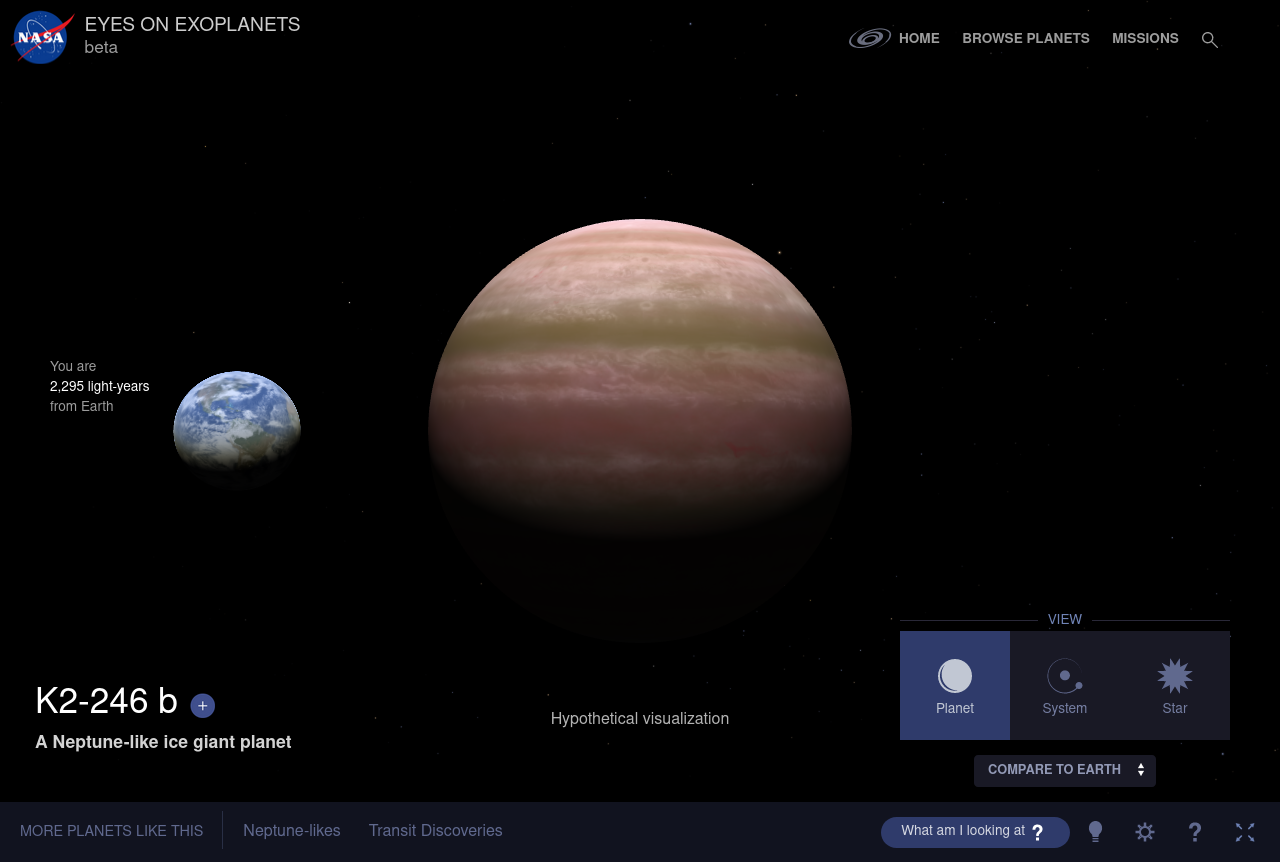 NASA
EYES ON EXOPLANETS
beta
HOME
BROWSE PLANETS
MISSIONS
You are
2,295 light-years
from Earth
VIEW
Planet
System
Star
K2-246 b +
A Neptune-like ice giant planet
Hypothetical visualization
COMPARE TO EARTH
MORE PLANETS LIKE THIS
Neptune-likes
Transit Discoveries
What am I looking at ?
?